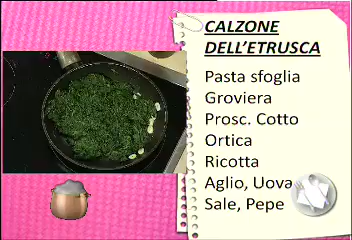 CALZONE
DELL'ETRUSCA
Pasta sfoglia
Groviera
Prosc. Cotto
Ortica
Ricotta
Aglio, Uova
Sale, Pepe